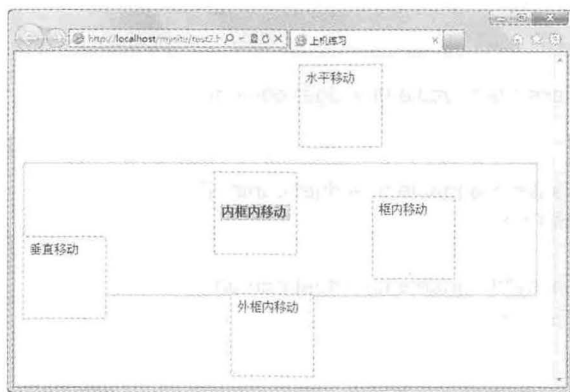 http://localhost/mysite/test2.h
上机练习
水平移动
内框内移动
框内移动
垂直移动
外框内移动